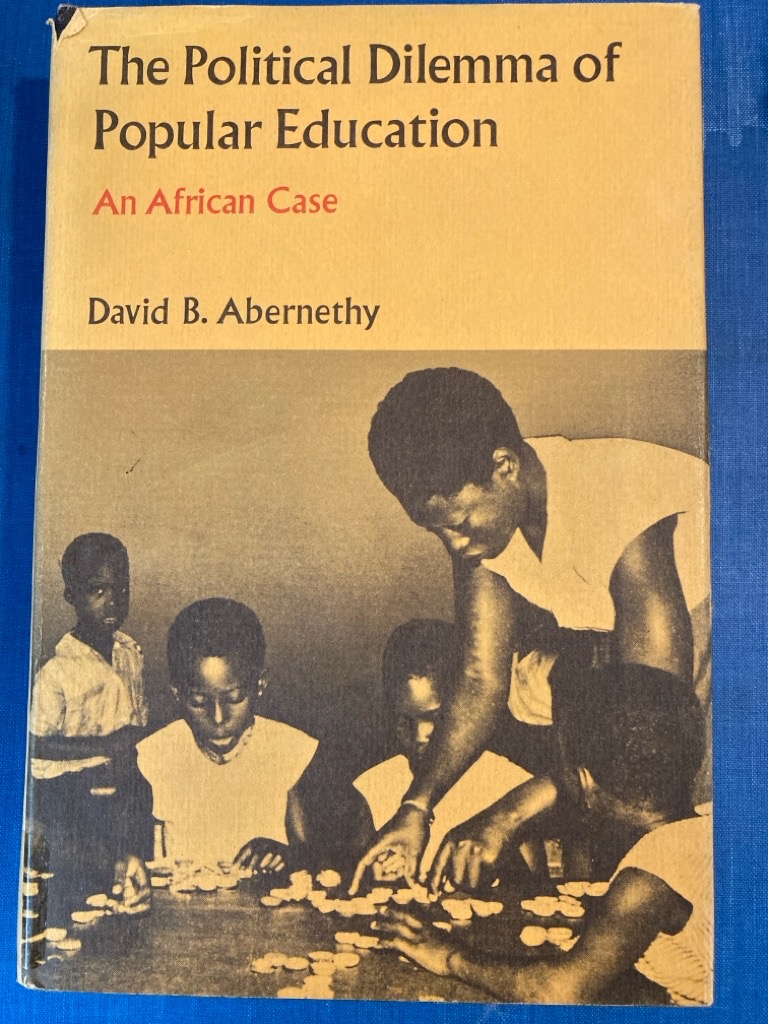 The Political Dilemma of
Popular Education
An African Case
David B. Abernethy